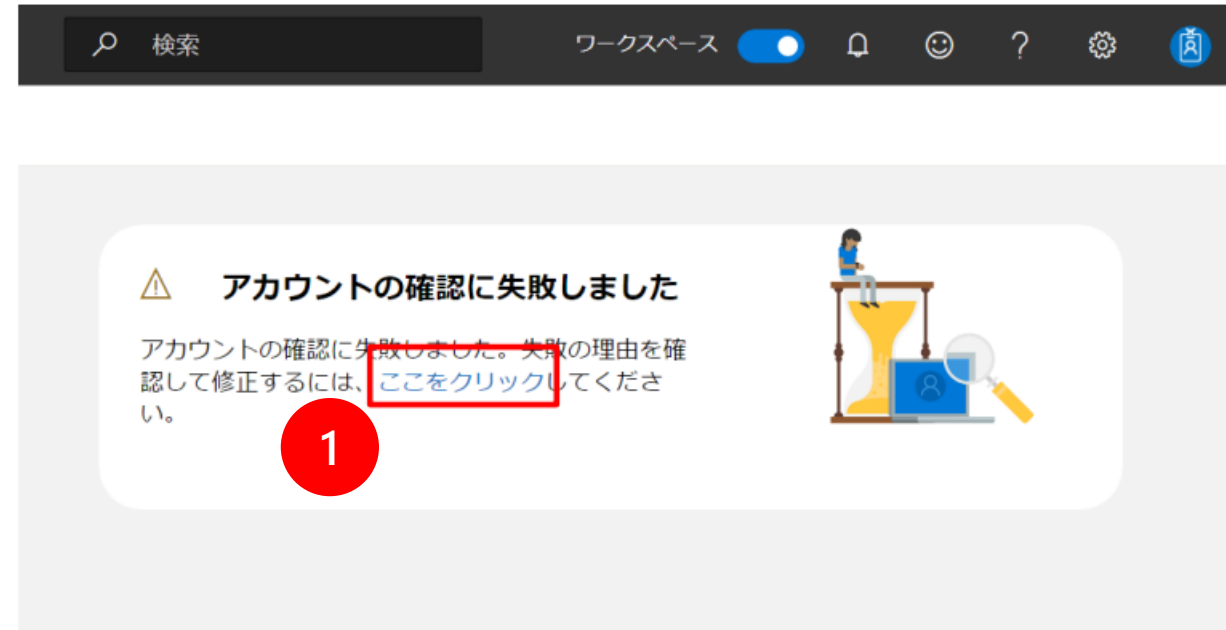 検索
ワークスペース
?
アカウントの確認に失敗しました
アカウントの確認に失敗しました。失敗の理由を確
認して修正するには、ここをクリックしてくださ
い。
1